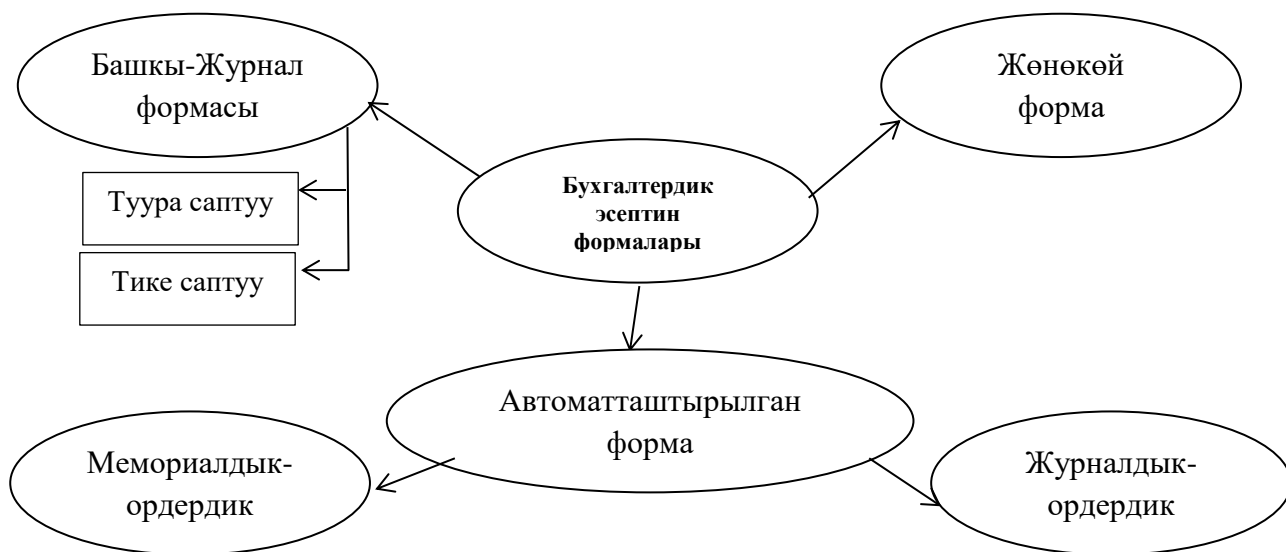 Башкы-Журнал
формасы
Жөнөкөй
форма
Туура саптуу
Тике саптуу
Бухгалтердик
эсептин
формалары
Автоматташтырылган
форма
Мемориалдык-
ордердик
Журналдык-
ордердик